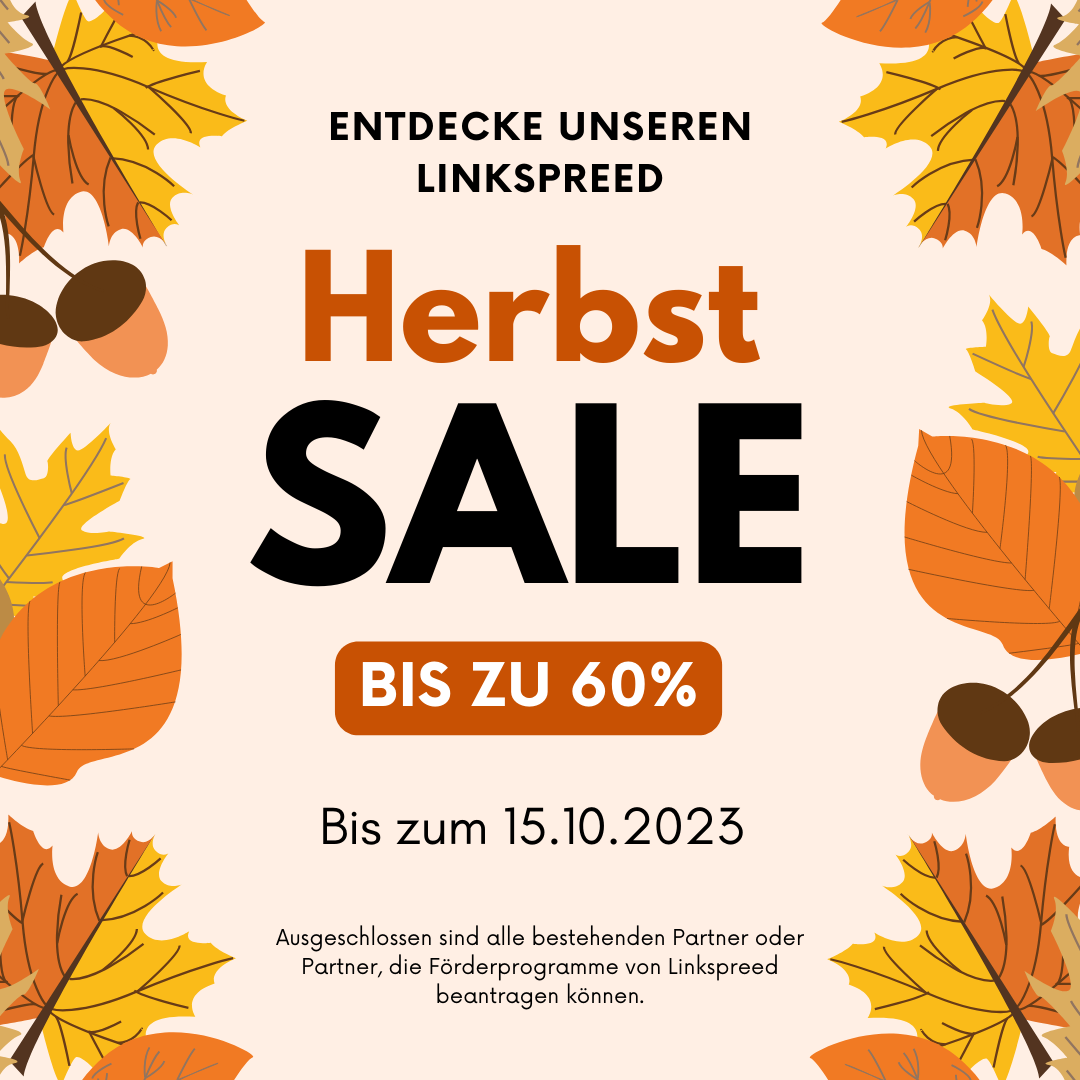 ENTDECKE UNSEREN
LINKSPREED
Herbst
SALE
BIS ZU 60%
Bis zum 15.10.2023
Ausgeschlossen sind alle bestehenden Partner oder
Partner, die Förderprogramme von Linkspreed
beantragen können.